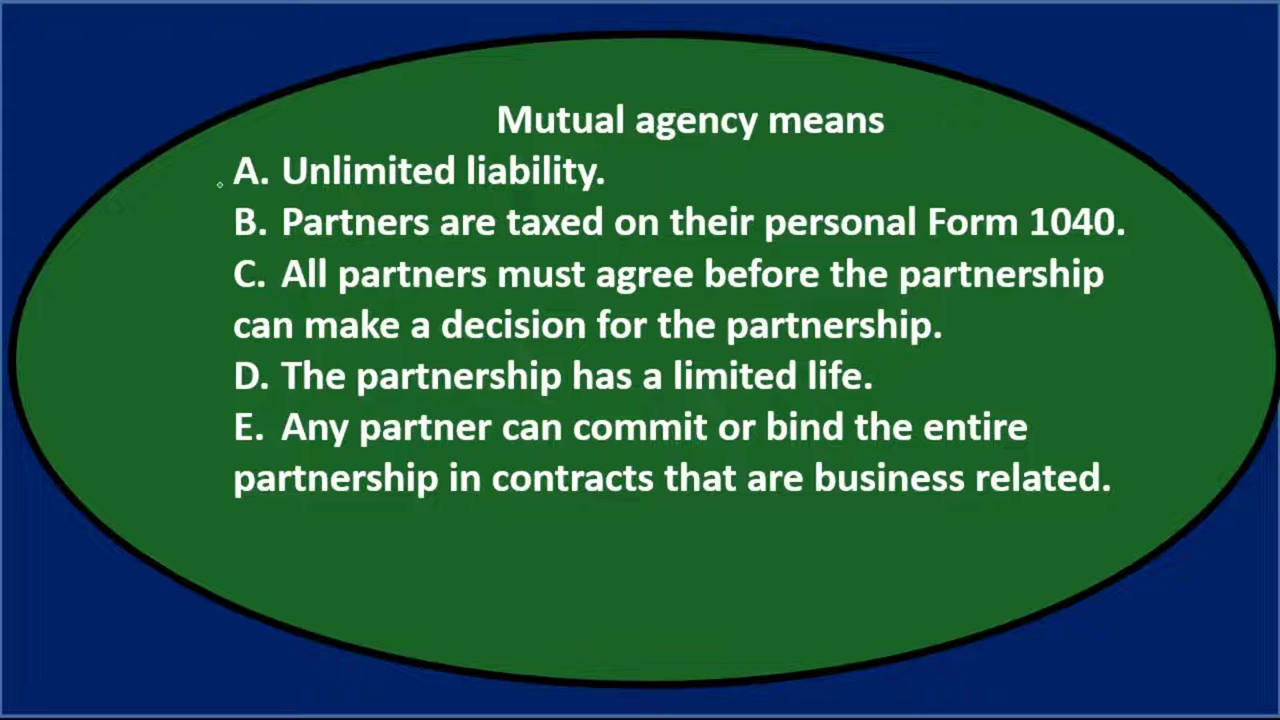 Mutual agency means
A. Unlimited liability.
B. Partners are taxed on their personal Form 1040.
C. All partners must agree before the partnership
can make a decision for the partnership.
D. The partnership has a limited life.
E. Any partner can commit or bind the entire
partnership in contracts that are business related.